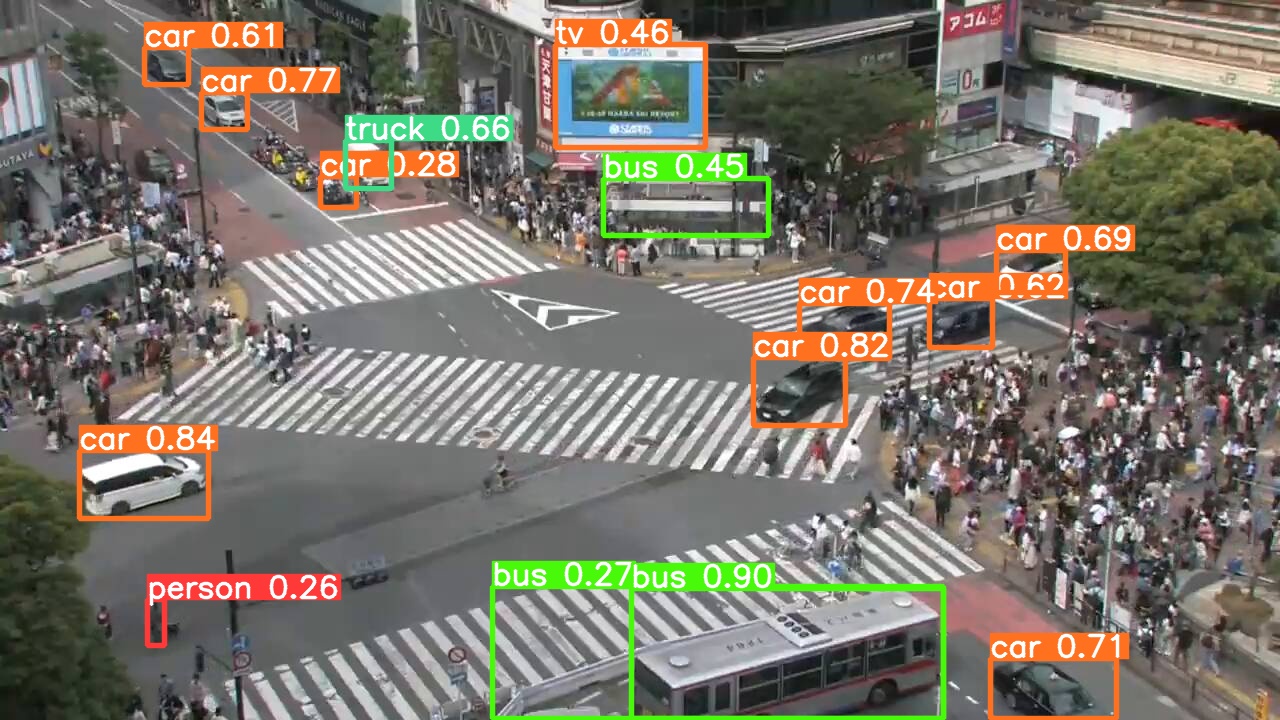 car 0.61
tv 0.46
car 0.77
truck 0.66
car 0.28
bus 0.45
car 0.69
car 0.74
car 0.62
car 0.82
car 0.84
bus 0.27
bus 0.90
person 0.26
car 0.71
アコム
TSUTAYA